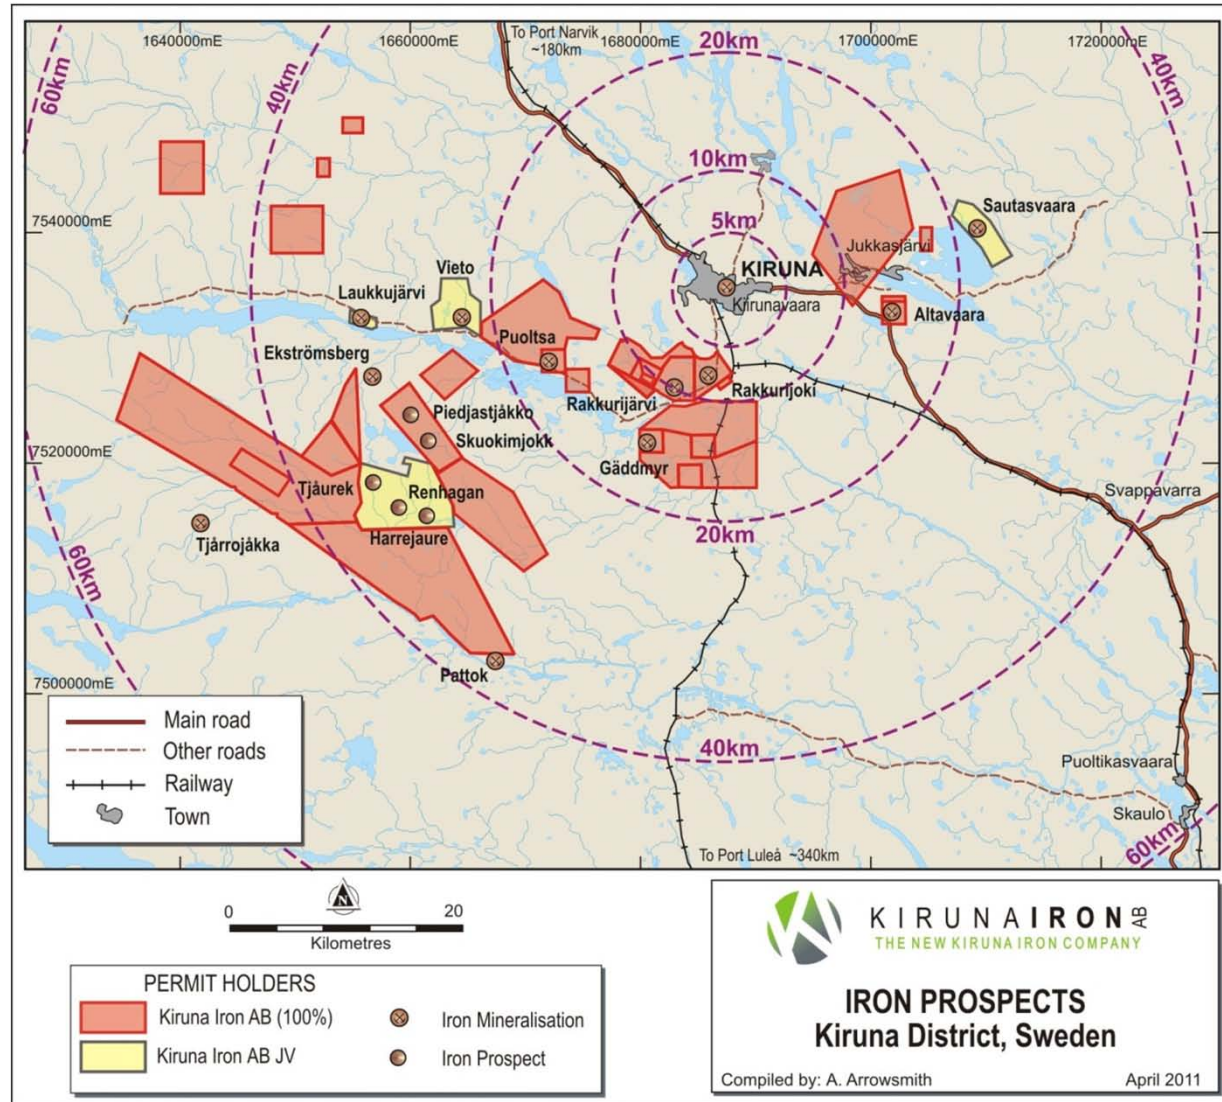 1640000mE
1660000mE
To Port Narvik
~180km
1680000mE
20km
1700000mE
1720000mE
60km
40km
40km
10km
7540000mE
5km
Sautasvaara
Jukkasjärvi
Vieto
KIRUNA
Kiirunavaara
Laukkujärvi
Altavaara
Puoltsa
Ekströmsberg
Rakkurijärvi
Rakkurijoki
Piedjastjåkko
Skuokimjokk
7520000mE
Gäddmyr
Tjåurek
Renhagan
Svappavarra
Harrejaure
20km
Tjårrojåkka
60km
Pattok
7500000mE
40km
Main road
Other roads
Railway
Town
Puoltikasvaara
Skaulo
To Port Luleå ~340km
60km
N
0 20
Kilometres
KIRUNAIRON AB
THE NEW KIRUNA IRON COMPANY
PERMIT HOLDERS
Kiruna Iron AB (100%)
Iron Mineralisation
Kiruna Iron AB JV
Iron Prospect
IRON PROSPECTS
Kiruna District, Sweden
Compiled by: A. Arrowsmith
April 2011